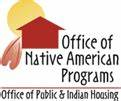 Office of
Native American
Programs
Office of Public & Indian Housing